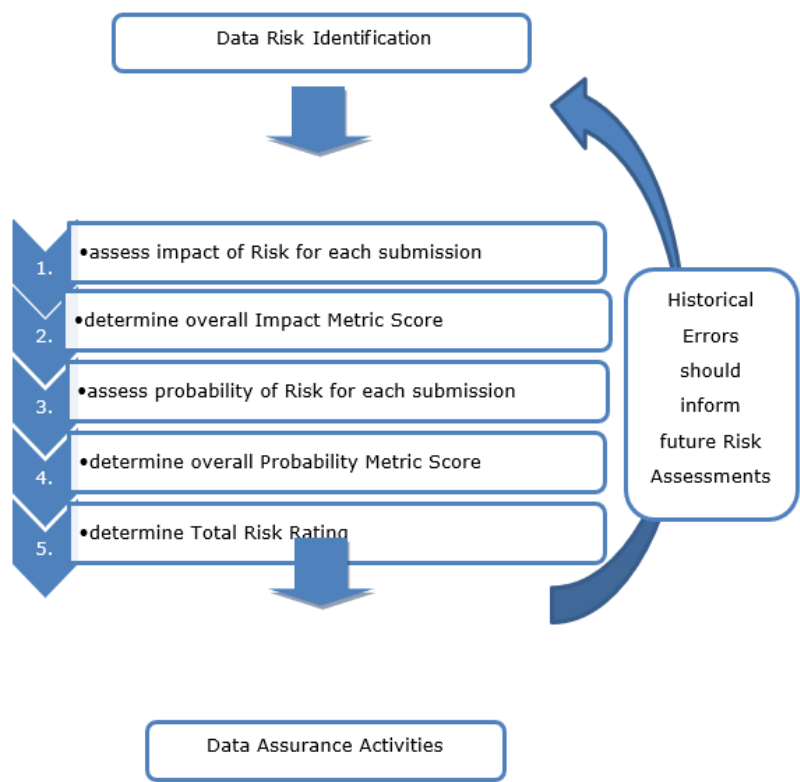 Data Risk Identification
1.
•assess impact of Risk for each submission
2.
•determine overall Impact Metric Score
3.
•assess probability of Risk for each submission
4.
•determine overall Probability Metric Score
5.
•determine Total Risk Rating
Historical
Errors
should
inform
future Risk
Assessments
Data Assurance Activities